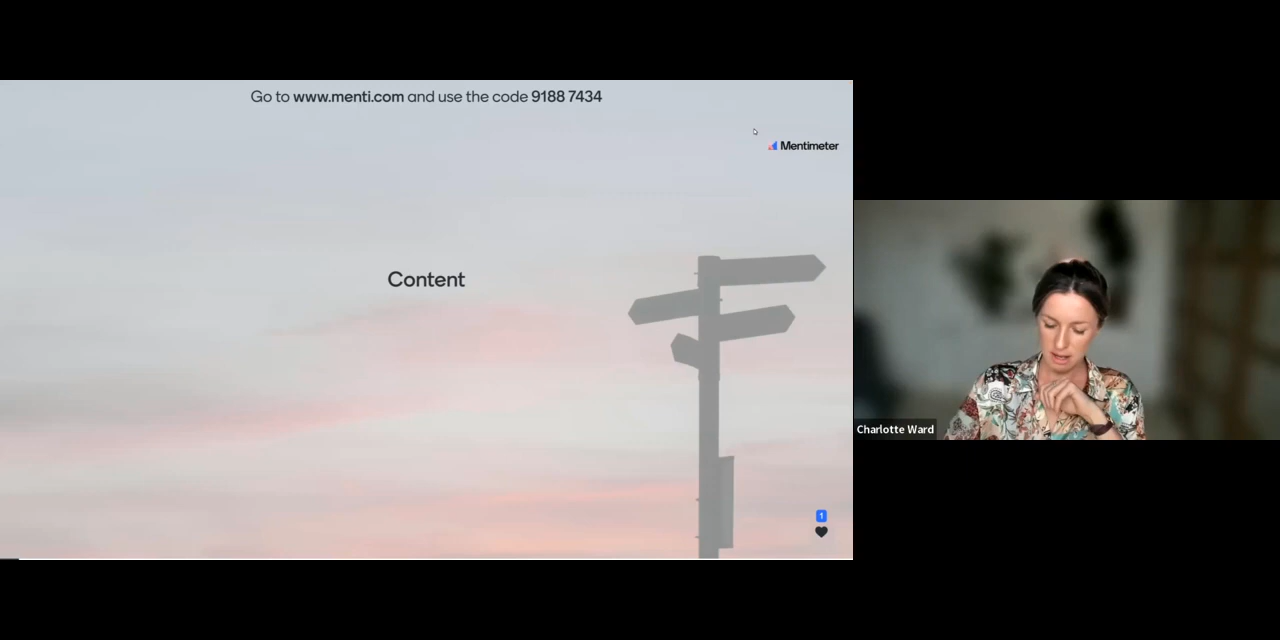 Go to www.menti.com and use the code 9188 7434
Mentimeter
Content
1
Charlotte Ward